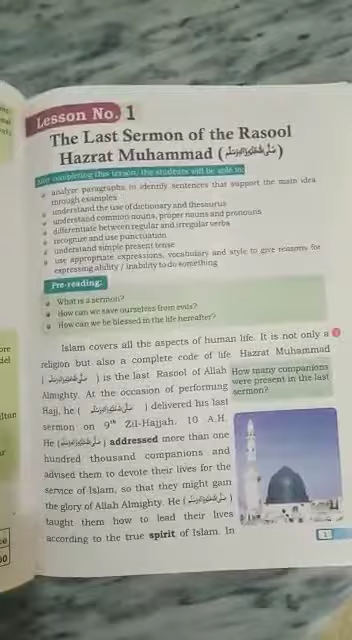 Lesson No. 1
The Last Sermon of the Rasool
Hazrat Muhammad (ﷺ)
After completing this lesson, the students will be able to:
analyze paragraphs to identify sentences that support the main idea
through examples
understand the use of dictionary and thesaurus
understand common nouns, proper nouns and pronouns
differentiate between regular and irregular verbs
recognize and use punctuation
understand simple present tense
use appropriate expressions, vocabulary and style to give reasons for
expressing ability / inability to do something
Pre-reading:
What is a sermon?
How can we save ourselves from evils?
How can we be blessed in the life hereafter?
Islam covers all the aspects of human life. It is not only a
religion but also a complete code of life. Hazrat Muhammad
(ﷺ) is the last Rasool of Allah
Almighty. At the occasion of performing
Hajj, he (ﷺ) delivered his last
sermon on 9th Zil-Hajjah, 10 A.H.
He (ﷺ) addressed more than one
hundred thousand companions and
advised them to devote their lives for the
service of Islam, so that they might gain
the glory of Allah Almighty. He (ﷺ)
taught them how to lead their lives
according to the true spirit of Islam. In
How many companions
were present in the last
sermon?
1